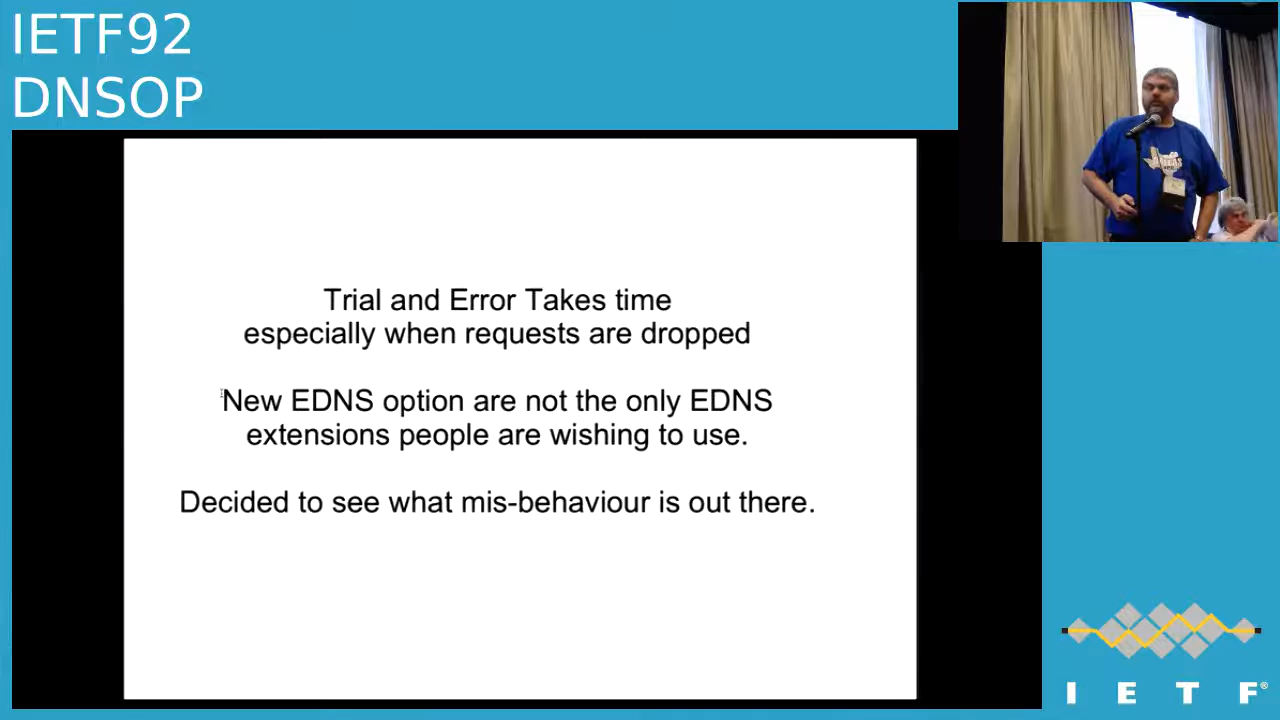 IETF92
DNSOP
Trial and Error Takes time
especially when requests are dropped
New EDNS option are not the only EDNS
extensions people are wishing to use.
Decided to see what mis-behaviour is out there.
I E T F®